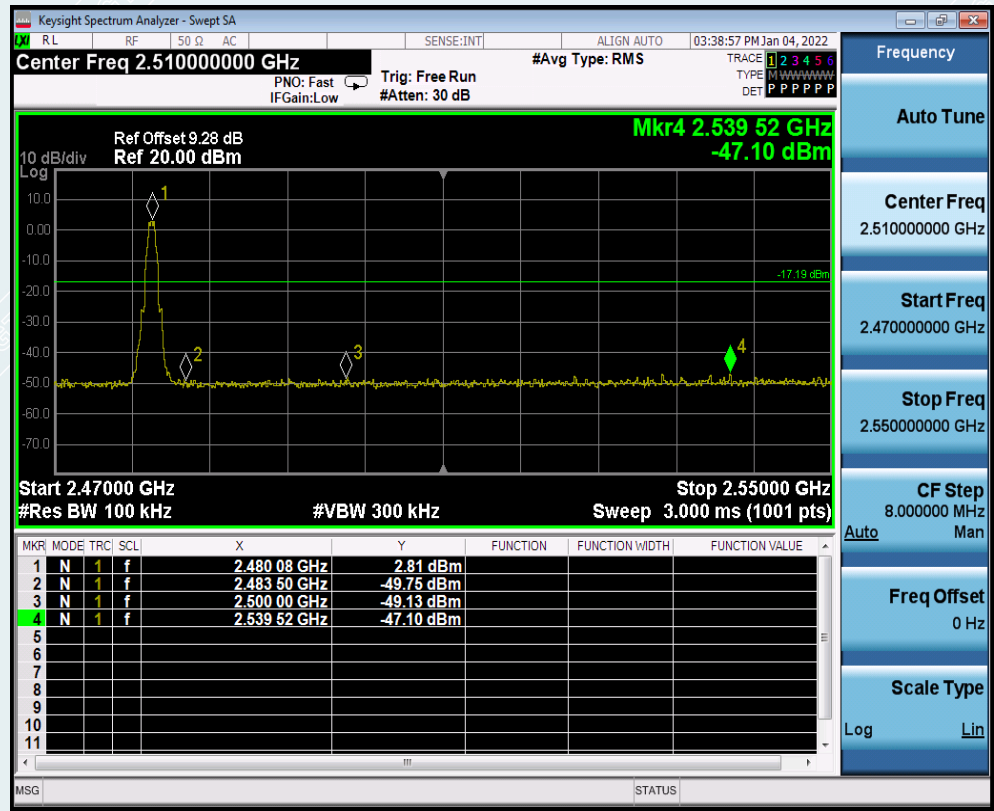 Keysight Spectrum Analyzer - Swept SA
LXI RL RF 50 Ω AC SENSE:INT ALIGN AUTO 03:38:57 PM Jan 04, 2022
Center Freq 2.510000000 GHz
#Avg Type: RMS
TRACE 1 2 3 4 5 6
TYPE M WWWWW
DET P P P P P P
PNO: Fast
IFGain:Low
Trig: Free Run
#Atten: 30 dB
Frequency
Auto Tune
Center Freq
2.510000000 GHz
Start Freq
2.470000000 GHz
Stop Freq
2.550000000 GHz
CF Step
8.000000 MHz
Auto Man
Freq Offset
0 Hz
Scale Type
Log Lin
Mkr4 2.539 52 GHz
-47.10 dBm
Ref Offset 9.28 dB
10 dB/div Ref 20.00 dBm
Log
10.0
0.00
-10.0
-20.0
-30.0
-40.0
-50.0
-60.0
-70.0
1
2
3
4
-17.19 dBm
Start 2.47000 GHz Stop 2.55000 GHz
#Res BW 100 kHz #VBW 300 kHz Sweep 3.000 ms (1001 pts)
MKR MODE TRC SCL X Y FUNCTION FUNCTION WIDTH FUNCTION VALUE
1 N 1 f 2.480 08 GHz 2.81 dBm
2 N 1 f 2.483 50 GHz -49.75 dBm
3 N 1 f 2.500 00 GHz -49.13 dBm
4 N 1 f 2.539 52 GHz -47.10 dBm
5
6
7
8
9
10
11
MSG STATUS